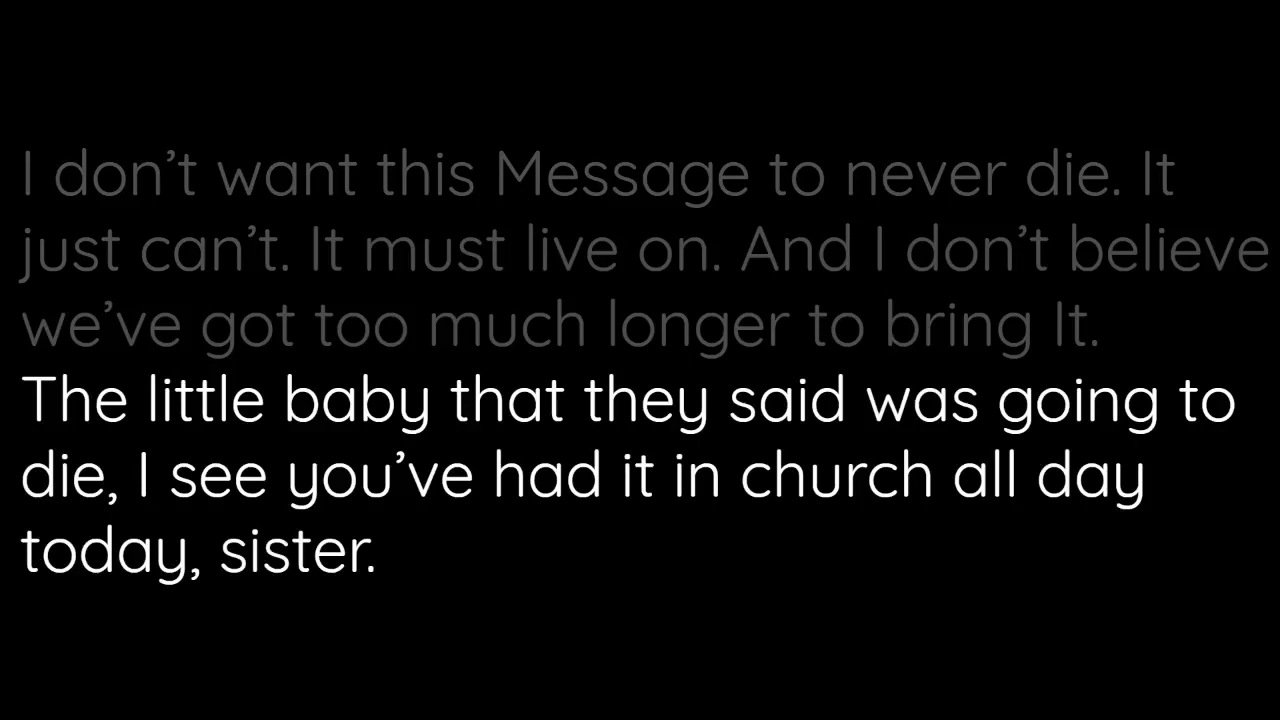 I don’t want this Message to never die. It
just can’t. It must live on. And I don’t believe
we’ve got too much longer to bring It.
The little baby that they said was going to
die, I see you’ve had it in church all day
today, sister.